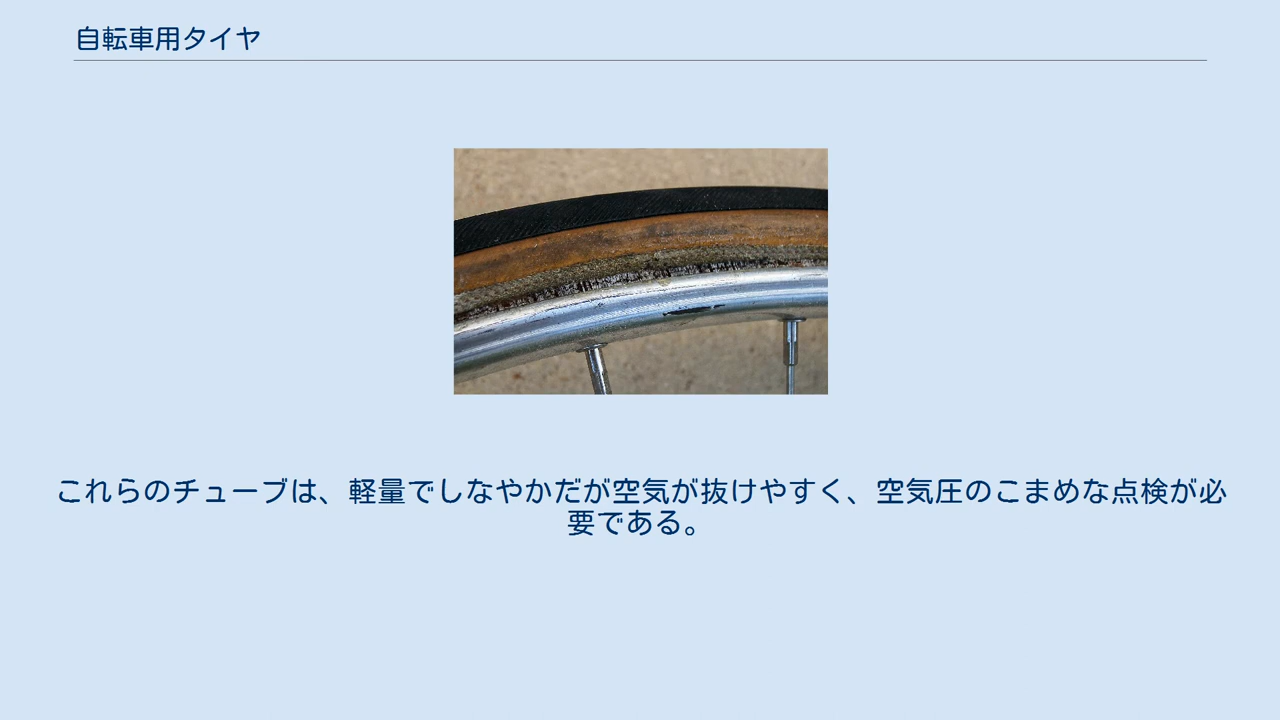 自転車用タイヤ
これらのチューブは、軽量でしなやかだが空気が抜けやすく、空気圧のこまめな点検が必
要である。